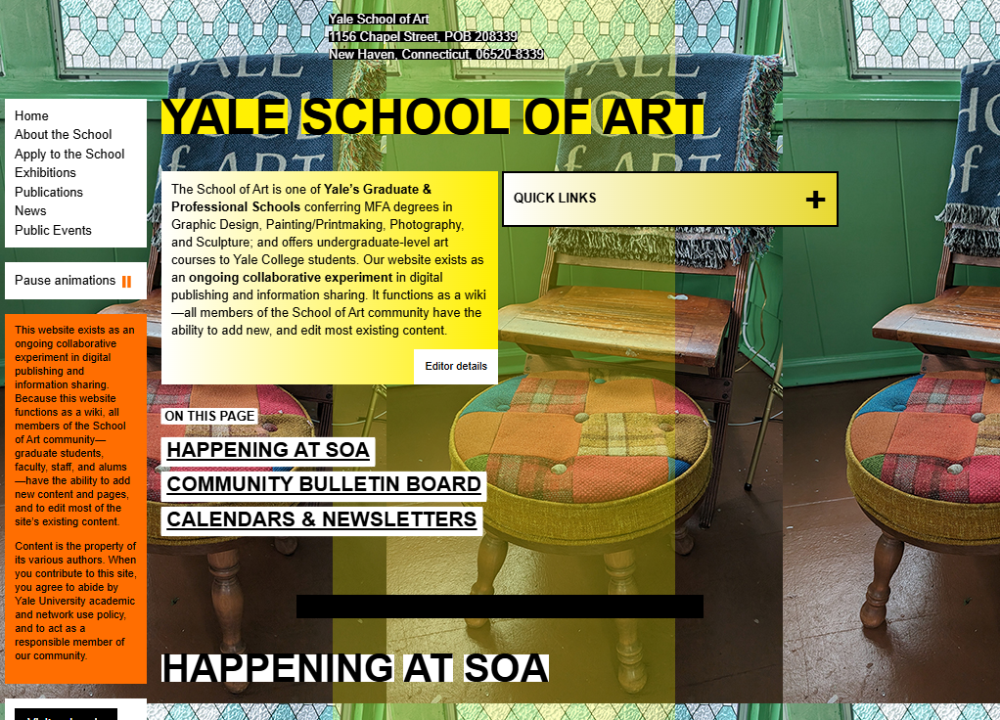 Yale School of Art
1156 Chapel Street, POB 208339
New Haven, Connecticut, 06520-8339
YALE SCHOOL OF ART
Home
About the School
Apply to the School
Exhibitions
Publications
News
Public Events
Pause animations
This website exists as an
ongoing collaborative
experiment in digital
publishing and
information sharing.
Because this website
functions as a wiki, all
members of the School
of Art community—
graduate students,
faculty, staff, and alums
—have the ability to add
new content and pages,
and to edit most of the
site's existing content.
Content is the property of
its various authors. When
you contribute to this site,
you agree to abide by
Yale University academic
and network use policy,
and to act as a
responsible member of
our community.
The School of Art is one of Yale's Graduate &
Professional Schools conferring MFA degrees in
Graphic Design, Painting/Printmaking, Photography,
and Sculpture; and offers undergraduate-level art
courses to Yale College students. Our website exists as
an ongoing collaborative experiment in digital
publishing and information sharing. It functions as a wiki
—all members of the School of Art community have the
ability to add new, and edit most existing content.
Editor details
QUICK LINKS +
ON THIS PAGE
HAPPENING AT SOA
COMMUNITY BULLETIN BOARD
CALENDARS & NEWSLETTERS
HAPPENING AT SOA